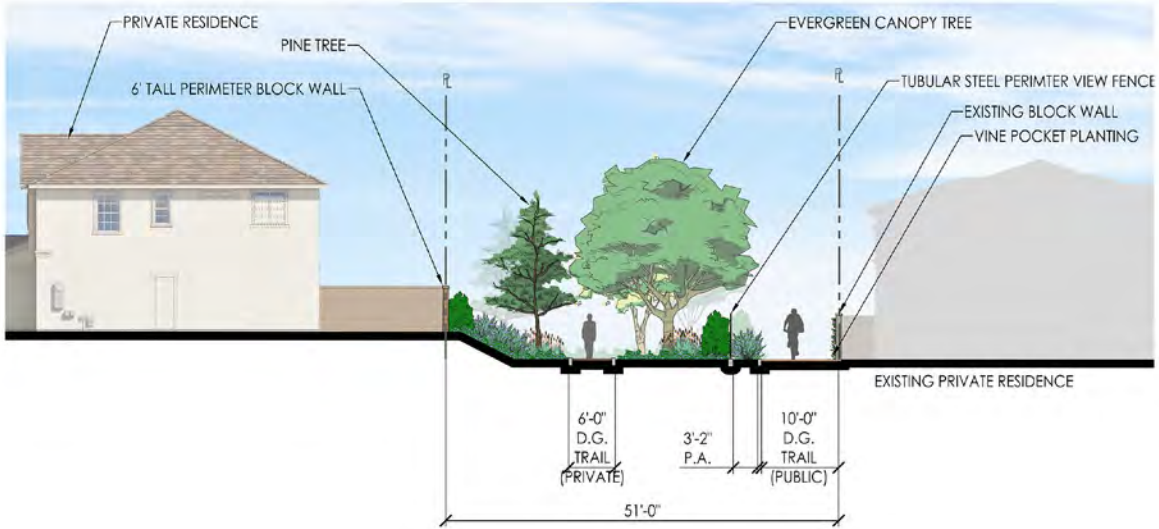 PRIVATE RESIDENCE
PINE TREE
6' TALL PERIMETER BLOCK WALL
EVERGREEN CANOPY TREE
TUBULAR STEEL PERIMTER VIEW FENCE
EXISTING BLOCK WALL
VINE POCKET PLANTING
PL
PL
EXISTING PRIVATE RESIDENCE
6'-0"
D.G.
TRAIL
(PRIVATE)
3'-2"
P.A.
10'-0"
D.G.
TRAIL
(PUBLIC)
51'-0"